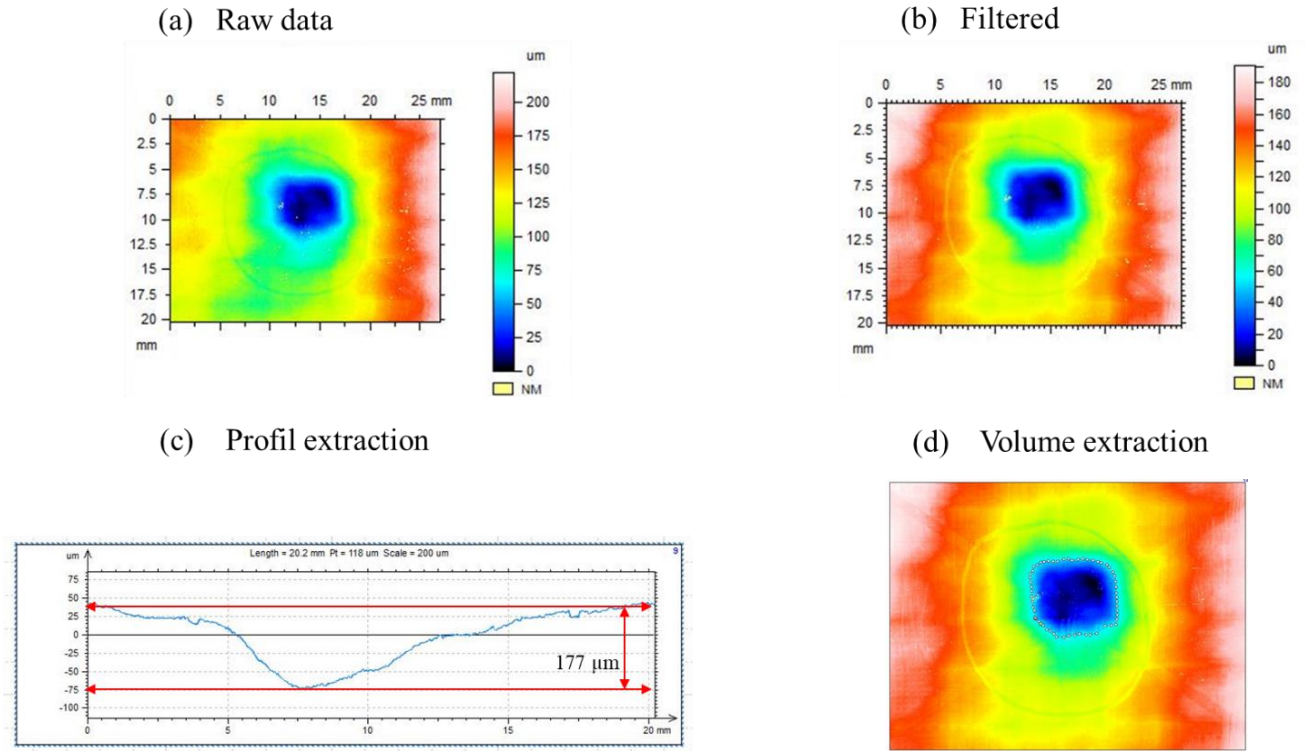 (a) Raw data
(b) Filtered
um
0 5 10 15 20 25 mm
0
2.5
5
7.5
10
12.5
15
17.5
20
mm
200
175
150
125
100
75
50
25
0
NM
um
0 5 10 15 20 25 mm
0
2.5
5
7.5
10
12.5
15
17.5
20
mm
180
160
140
120
100
80
60
40
20
0
NM
(c) Profil extraction
(d) Volume extraction
um
Length = 20.2 mm Pt = 118 um Scale = 200 um
9
75
50
25
0
-25
-50
-75
-100
177 μm
0 5 10 15 20 mm